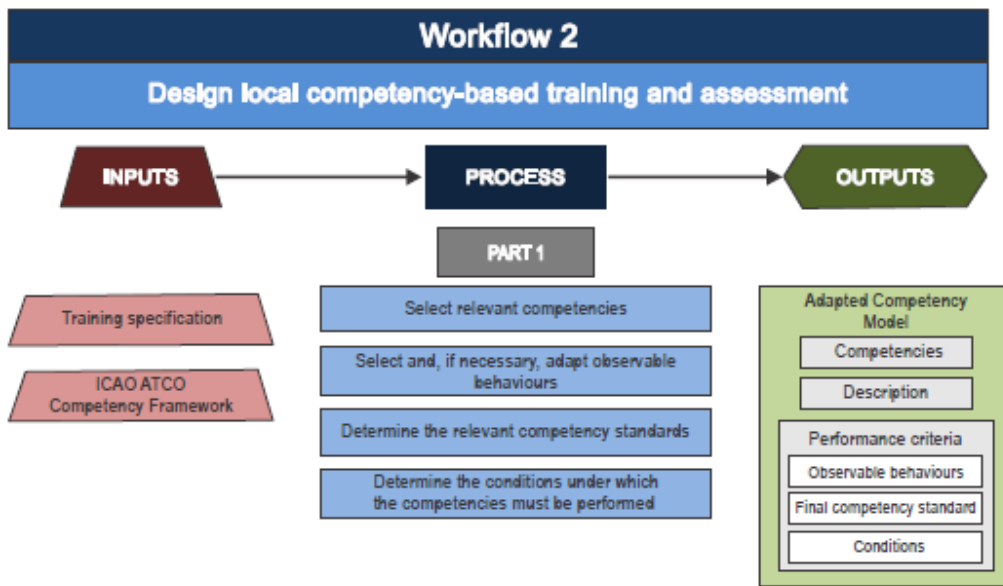 Workflow 2
Design local competency-based training and assessment
INPUTS
PROCESS
OUTPUTS
PART 1
Training specification
ICAO ATCO
Competency Framework
Select relevant competencies
Select and, if necessary, adapt observable
behaviours
Determine the relevant competency standards
Determine the conditions under which
the competencies must be performed
Adapted Competency
Model
Competencies
Description
Performance criteria
Observable behaviours
Final competency standard
Conditions